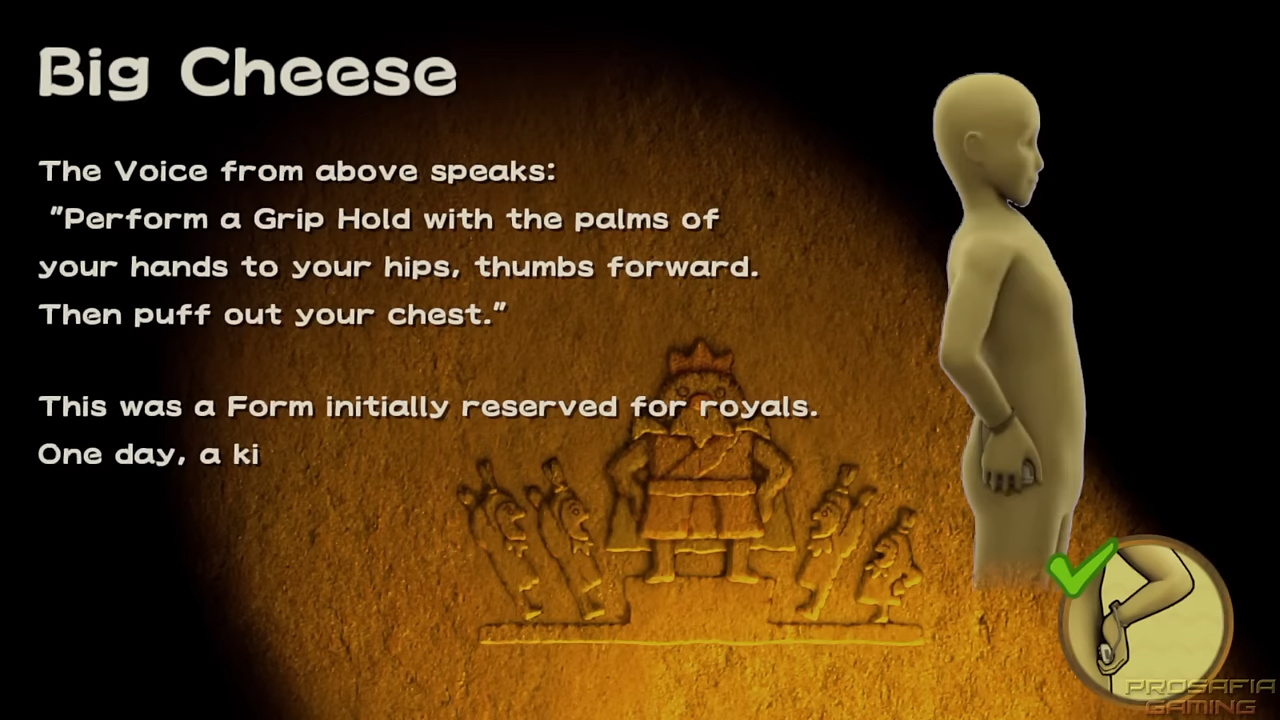 Big Cheese
The Voice from above speaks:
"Perform a Grip Hold with the palms of
your hands to your hips, thumbs forward.
Then puff out your chest."
This was a Form initially reserved for royals.
One day, a ki
PROSAFIA
GAMING